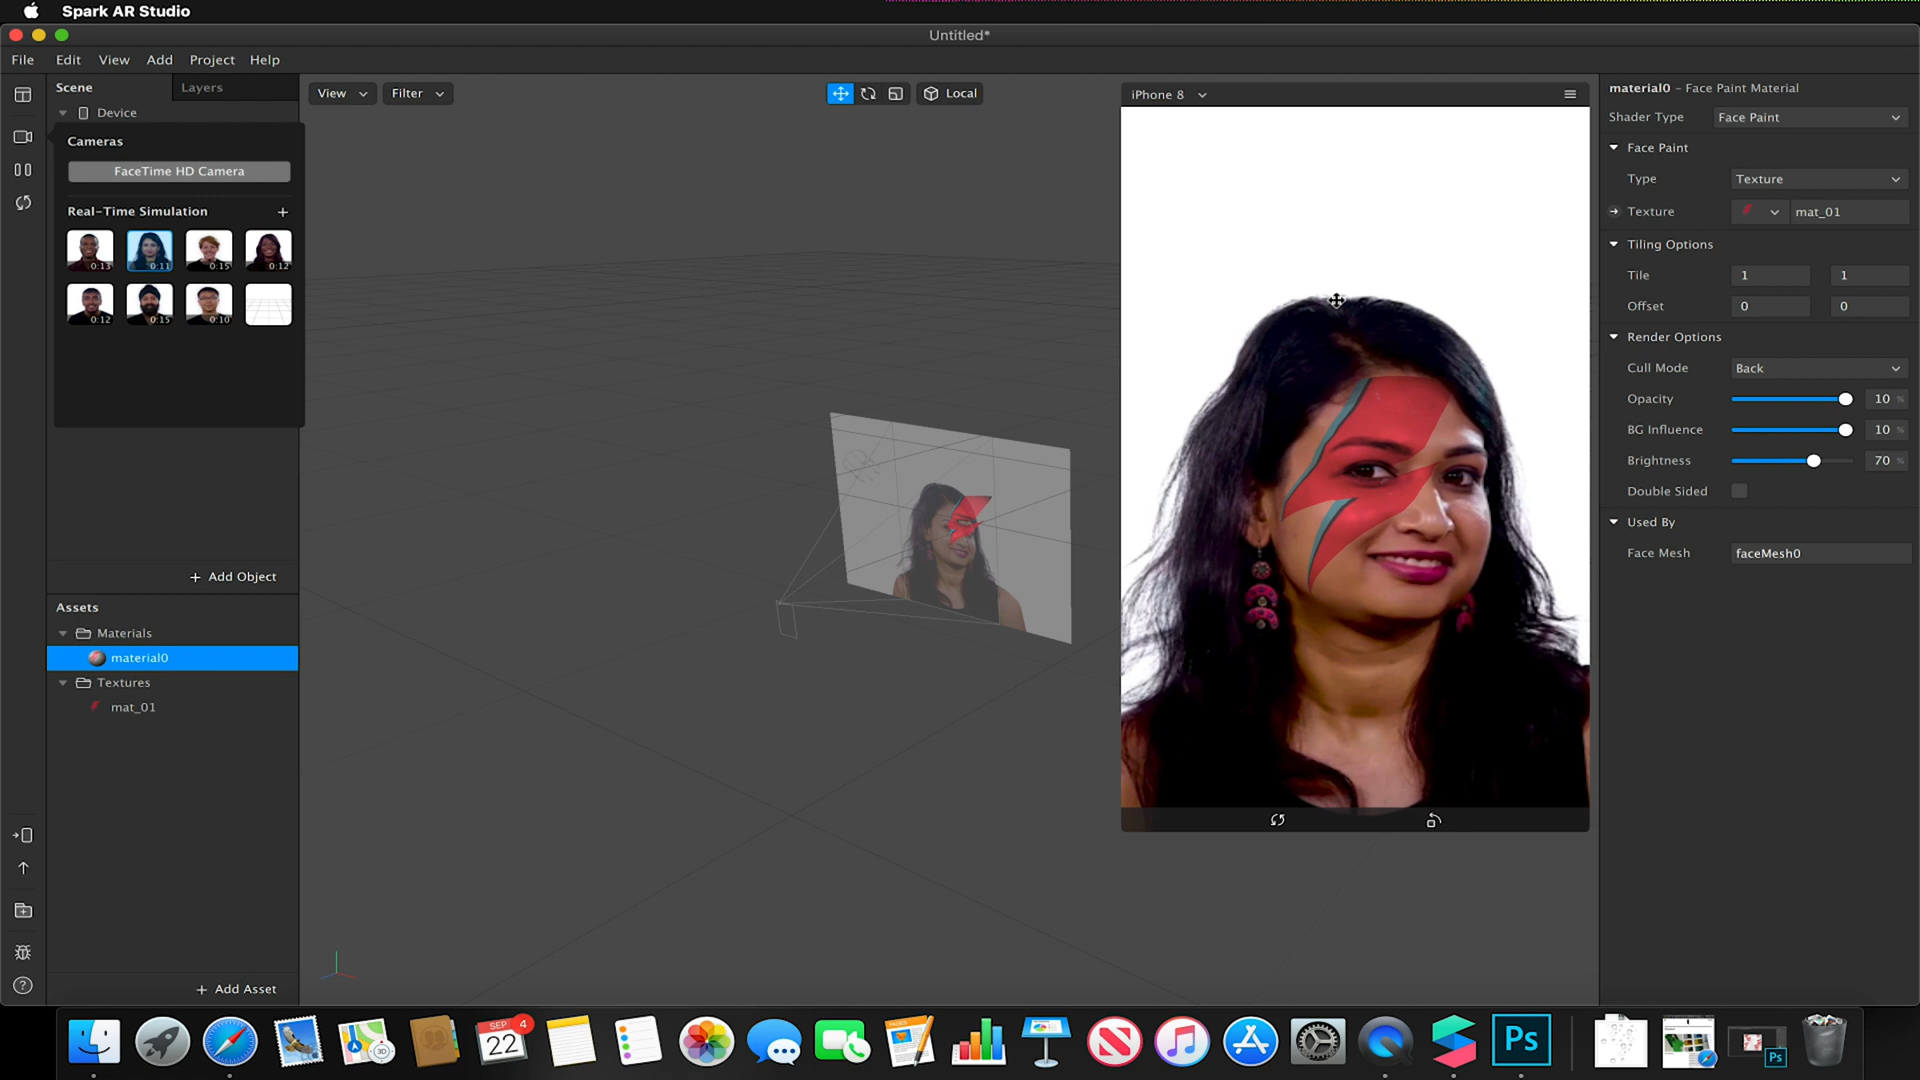 Spark AR Studio
Untitled*
File Edit View Add Project Help
Scene Layers
Device
Cameras
FaceTime HD Camera
Real-Time Simulation +
0:13 0:11 0:15 0:12
0:12 0:15 0:10
+ Add Object
Assets
Materials
material0
Textures
mat_01
+ Add Asset
View Filter
Local
iPhone 8
material0 - Face Paint Material
Shader Type Face Paint
Face Paint
Type Texture
Texture mat_01
Tiling Options
Tile 1 1
Offset 0 0
Render Options
Cull Mode Back
Opacity 10 %
BG Influence 10 %
Brightness 70 %
Double Sided
Used By
Face Mesh faceMesh0
SEP 4
22
3D
PAGES
Ps
Ps